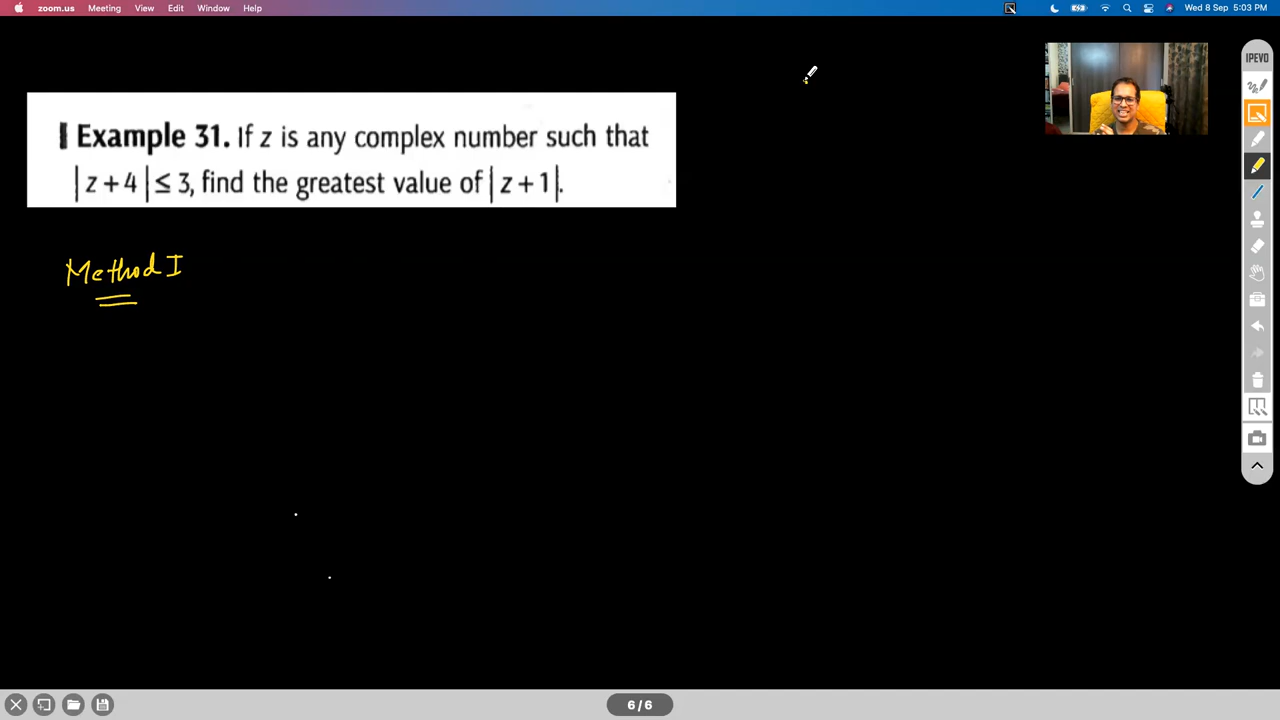 zoom.us Meeting View Edit Window Help Wed 8 Sep 5:03 PM
IPEVO
Example 31. If z is any complex number such that
|z + 4| ≤ 3, find the greatest value of |z + 1|.
Method I
6 / 6